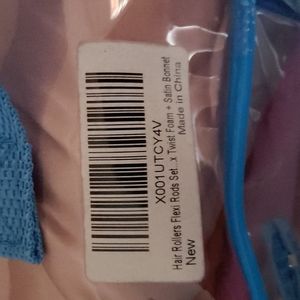 X001UTCY4V
Hair Rollers Flexi Rods Set...x Twist Foam + Satin Bonnet
New
Made in China